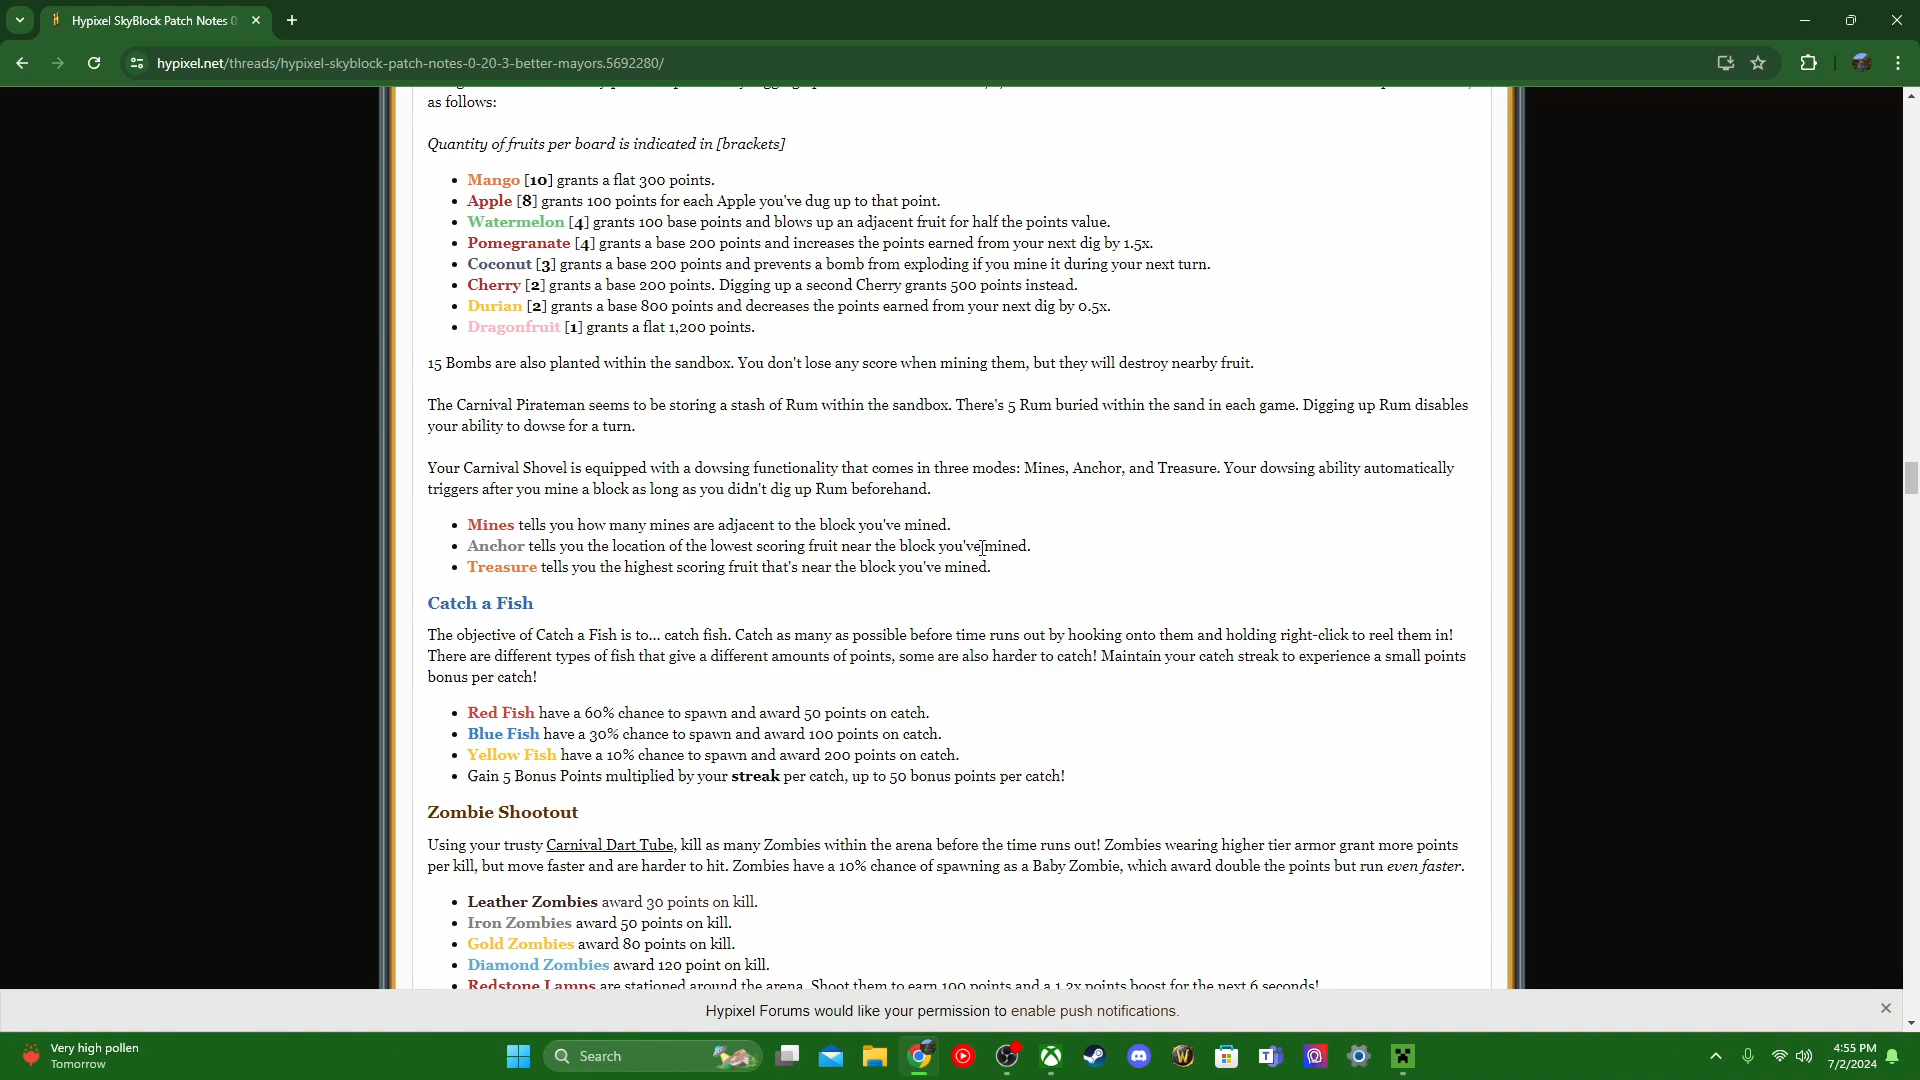 Hypixel SkyBlock Patch Notes 0
hypixel.net/threads/hypixel-skyblock-patch-notes-0-20-3-better-mayors.5692280/
as follows:
Quantity of fruits per board is indicated in [brackets]
• Mango [10] grants a flat 300 points.
• Apple [8] grants 100 points for each Apple you've dug up to that point.
• Watermelon [4] grants 100 base points and blows up an adjacent fruit for half the points value.
• Pomegranate [4] grants a base 200 points and increases the points earned from your next dig by 1.5x.
• Coconut [3] grants a base 200 points and prevents a bomb from exploding if you mine it during your next turn.
• Cherry [2] grants a base 200 points. Digging up a second Cherry grants 500 points instead.
• Durian [2] grants a base 800 points and decreases the points earned from your next dig by 0.5x.
• Dragonfruit [1] grants a flat 1,200 points.
15 Bombs are also planted within the sandbox. You don't lose any score when mining them, but they will destroy nearby fruit.
The Carnival Pirateman seems to be storing a stash of Rum within the sandbox. There's 5 Rum buried within the sand in each game. Digging up Rum disables
your ability to dowse for a turn.
Your Carnival Shovel is equipped with a dowsing functionality that comes in three modes: Mines, Anchor, and Treasure. Your dowsing ability automatically
triggers after you mine a block as long as you didn't dig up Rum beforehand.
• Mines tells you how many mines are adjacent to the block you've mined.
• Anchor tells you the location of the lowest scoring fruit near the block you've mined.
• Treasure tells you the highest scoring fruit that's near the block you've mined.
Catch a Fish
The objective of Catch a Fish is to... catch fish. Catch as many as possible before time runs out by hooking onto them and holding right-click to reel them in!
There are different types of fish that give a different amounts of points, some are also harder to catch! Maintain your catch streak to experience a small points
bonus per catch!
• Red Fish have a 60% chance to spawn and award 50 points on catch.
• Blue Fish have a 30% chance to spawn and award 100 points on catch.
• Yellow Fish have a 10% chance to spawn and award 200 points on catch.
• Gain 5 Bonus Points multiplied by your streak per catch, up to 50 bonus points per catch!
Zombie Shootout
Using your trusty Carnival Dart Tube, kill as many Zombies within the arena before the time runs out! Zombies wearing higher tier armor grant more points
per kill, but move faster and are harder to hit. Zombies have a 10% chance of spawning as a Baby Zombie, which award double the points but run even faster.
• Leather Zombies award 30 points on kill.
• Iron Zombies award 50 points on kill.
• Gold Zombies award 80 points on kill.
• Diamond Zombies award 120 point on kill.
• Redstone Lamps are stationed around the arena. Shoot them to earn 100 points and a 1.2x points boost for the next 6 seconds!
Hypixel Forums would like your permission to enable push notifications.
Very high pollen
Tomorrow
Search
4:55 PM
7/2/2024